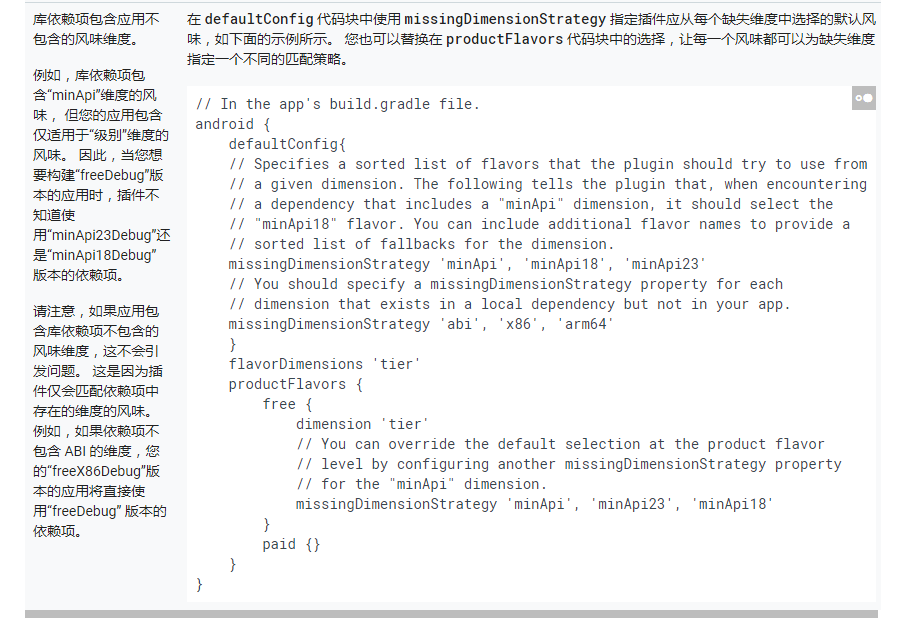 库依赖项包含应用不
包含的风味维度。
例如，库依赖项包
含“minApi”维度的风
味， 但您的应用包含
仅适用于“级别”维度的
风味。 因此，当您想
要构建“freeDebug”版
本的应用时，插件不
知道使
用“minApi23Debug”还
是“minApi18Debug”
版本的依赖项。
请注意，如果应用包
含库依赖项不包含的
风味维度，这不会引
发问题。 这是因为插
件仅会匹配依赖项中
存在的维度的风味。
例如，如果依赖项不
包含 ABI 的维度，您
的“freeX86Debug”版
本的应用将直接使
用“freeDebug” 版本的
依赖项。
在 defaultConfig 代码块中使用 missingDimensionStrategy 指定插件应从每个缺失维度中选择的默认风
味，如下面的示例所示。 您也可以替换在 productFlavors 代码块中的选择，让每一个风味都可以为缺失维度
指定一个不同的匹配策略。
// In the app's build.gradle file.
android {
    defaultConfig{
    // Specifies a sorted list of flavors that the plugin should try to use from
    // a given dimension. The following tells the plugin that, when encountering
    // a dependency that includes a "minApi" dimension, it should select the
    // "minApi18" flavor. You can include additional flavor names to provide a
    // sorted list of fallbacks for the dimension.
    missingDimensionStrategy 'minApi', 'minApi18', 'minApi23'
    // You should specify a missingDimensionStrategy property for each
    // dimension that exists in a local dependency but not in your app.
    missingDimensionStrategy 'abi', 'x86', 'arm64'
    }
    flavorDimensions 'tier'
    productFlavors {
        free {
            dimension 'tier'
            // You can override the default selection at the product flavor
            // level by configuring another missingDimensionStrategy property
            // for the "minApi" dimension.
            missingDimensionStrategy 'minApi', 'minApi23', 'minApi18'
        }
        paid {}
    }
}